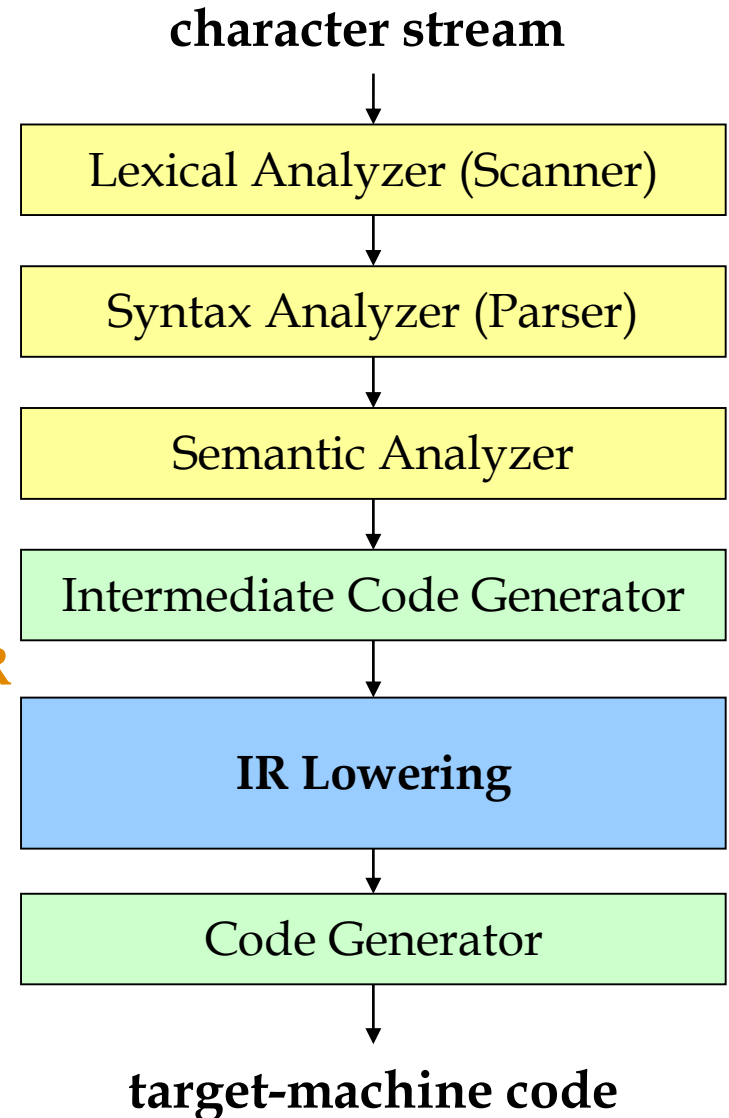 character stream
Lexical Analyzer (Scanner)
Syntax Analyzer (Parser)
Semantic Analyzer
Intermediate Code Generator
IR Lowering
Code Generator
target-machine code